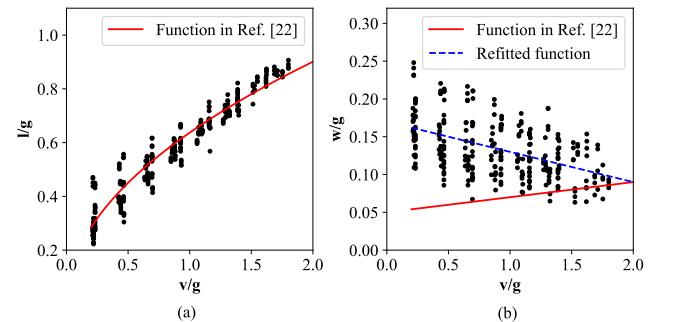 Function in Ref. [22]
l/g
1.0
0.8
0.6
0.4
0.2
0.0
0.5
1.0
1.5
2.0
v/g
(a)
Function in Ref. [22]
Refitted function
w/g
0.30
0.25
0.20
0.15
0.10
0.05
0.00
0.0
0.5
1.0
1.5
2.0
v/g
(b)